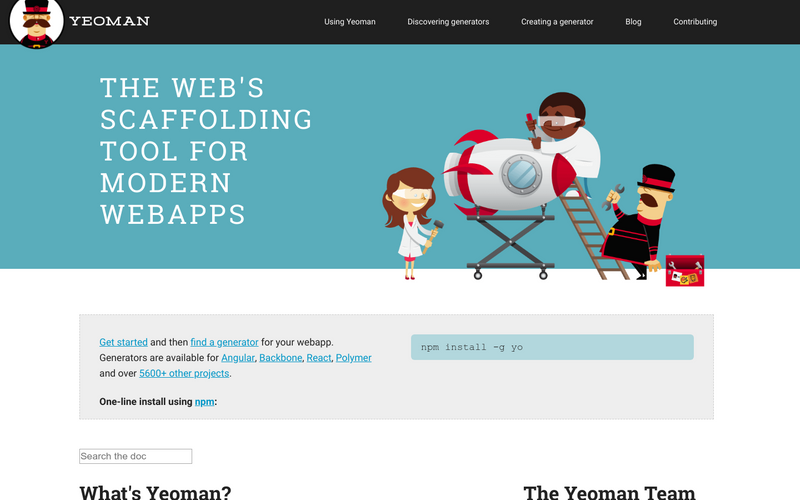 YEOMAN
Using Yeoman
Discovering generators
Creating a generator
Blog
Contributing
THE WEB'S
SCAFFOLDING
TOOL FOR
MODERN
WEBAPPS
Get started and then find a generator for your webapp.
Generators are available for Angular, Backbone, React, Polymer
and over 5600+ other projects.
One-line install using npm:
npm install -g yo
Search the doc
What's Yeoman?
The Yeoman Team